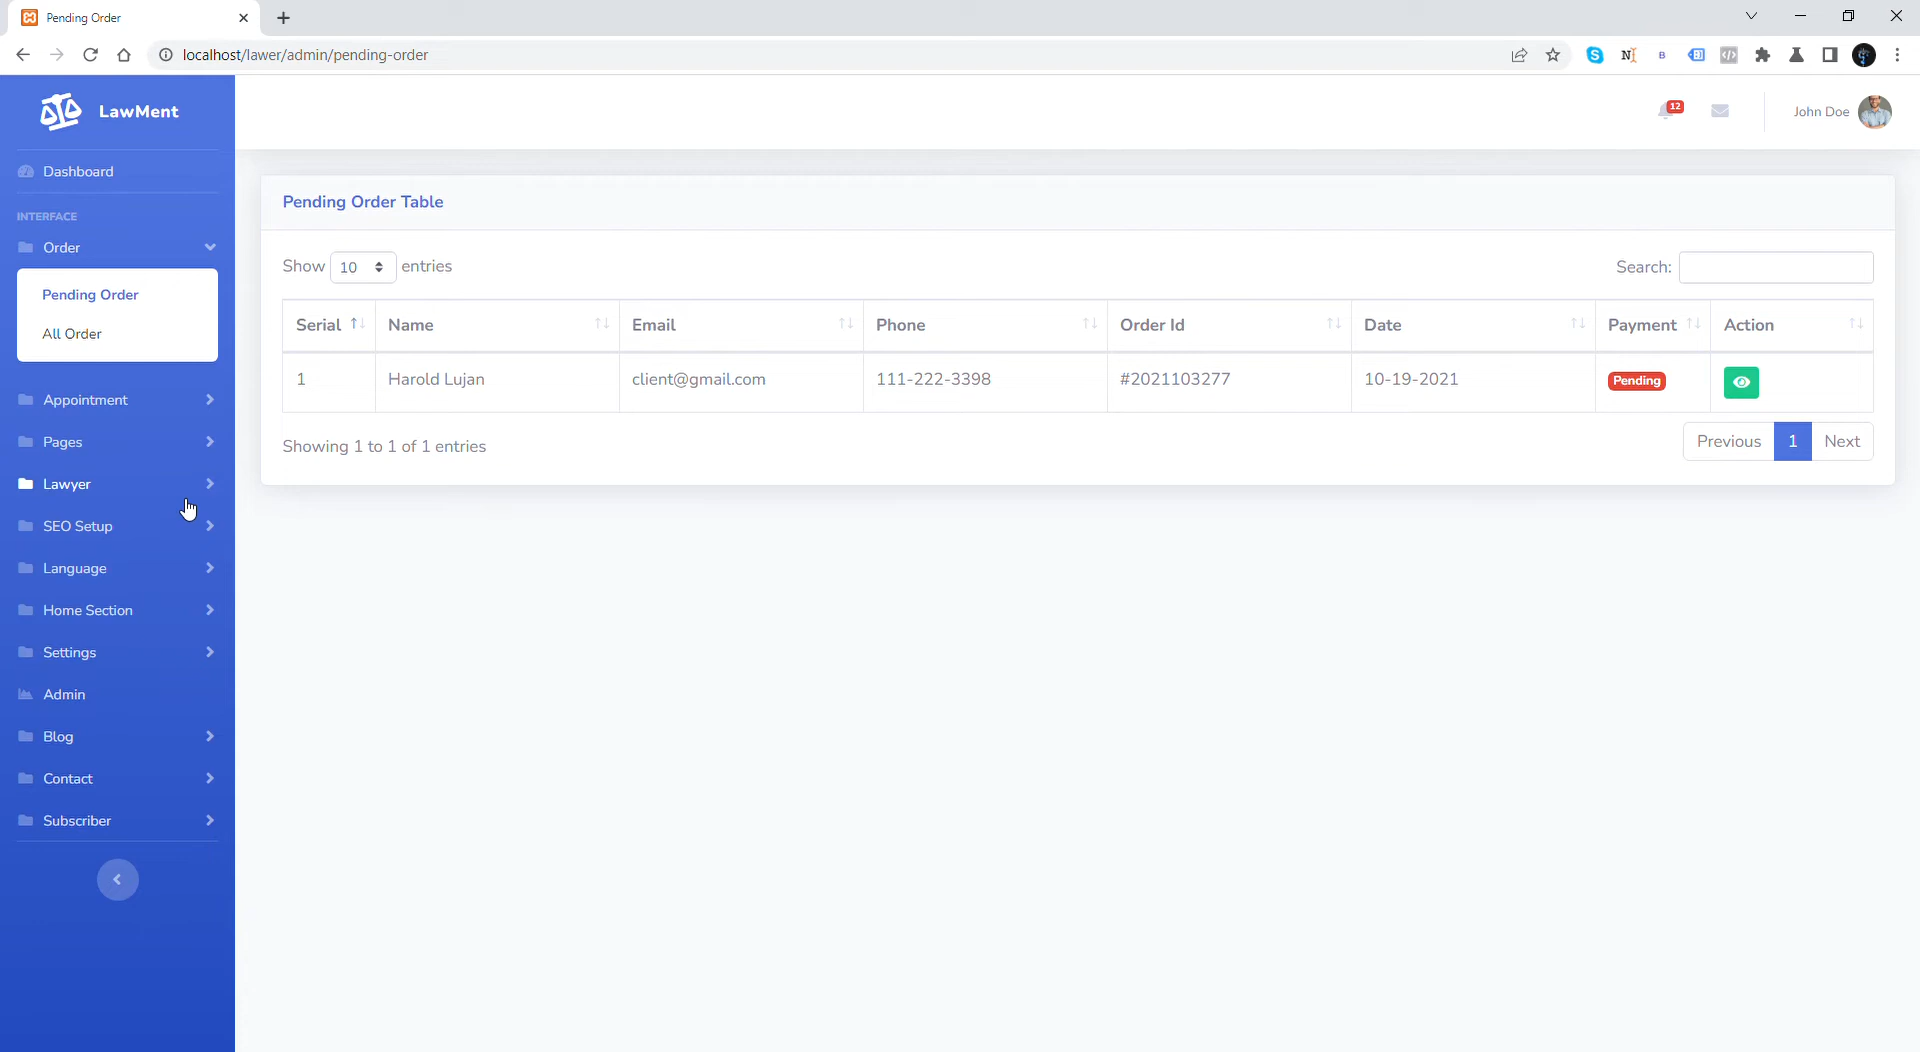 Pending Order
localhost/lawer/admin/pending-order
LawMent
12
John Doe
Dashboard
INTERFACE
Order
Pending Order
All Order
Appointment
Pages
Lawyer
SEO Setup
Language
Home Section
Settings
Admin
Blog
Contact
Subscriber
Pending Order Table
Show 10 entries
Search:
Serial Name Email Phone Order Id Date Payment Action
1 Harold Lujan client@gmail.com 111-222-3398 #2021103277 10-19-2021 Pending
Showing 1 to 1 of 1 entries
Previous 1 Next